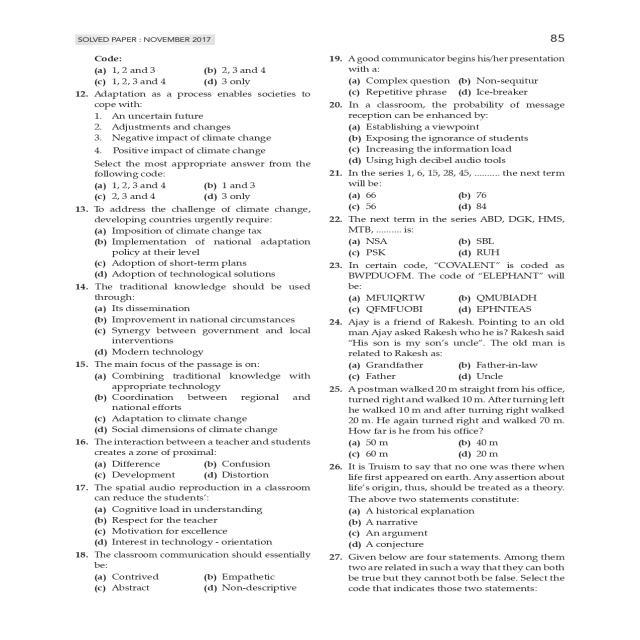 SOLVED PAPER : NOVEMBER 2017
85
Code:
(a) 1, 2 and 3 (b) 2, 3 and 4
(c) 1, 2, 3 and 4 (d) 3 only
12. Adaptation as a process enables societies to
cope with:
1. An uncertain future
2. Adjustments and changes
3. Negative impact of climate change
4. Positive impact of climate change
Select the most appropriate answer from the
following code:
(a) 1, 2, 3 and 4 (b) 1 and 3
(c) 2, 3 and 4 (d) 3 only
13. To address the challenge of climate change,
developing countries urgently require:
(a) Imposition of climate change tax
(b) Implementation of national adaptation
policy at their level
(c) Adoption of short-term plans
(d) Adoption of technological solutions
14. The traditional knowledge should be used
through:
(a) Its dissemination
(b) Improvement in national circumstances
(c) Synergy between government and local
interventions
(d) Modern technology
15. The main focus of the passage is on:
(a) Combining traditional knowledge with
appropriate technology
(b) Coordination between regional and
national efforts
(c) Adaptation to climate change
(d) Social dimensions of climate change
16. The interaction between a teacher and students
creates a zone of proximal:
(a) Difference (b) Confusion
(c) Development (d) Distortion
17. The spatial audio reproduction in a classroom
can reduce the students':
(a) Cognitive load in understanding
(b) Respect for the teacher
(c) Motivation for excellence
(d) Interest in technology - orientation
18. The classroom communication should essentially
be:
(a) Contrived (b) Empathetic
(c) Abstract (d) Non-descriptive
19. A good communicator begins his/her presentation
with a:
(a) Complex question (b) Non-sequitur
(c) Repetitive phrase (d) Ice-breaker
20. In a classroom, the probability of message
reception can be enhanced by:
(a) Establishing a viewpoint
(b) Exposing the ignorance of students
(c) Increasing the information load
(d) Using high decibel audio tools
21. In the series 1, 6, 15, 28, 45, .......... the next term
will be:
(a) 66 (b) 76
(c) 56 (d) 84
22. The next term in the series ABD, DGK, HMS,
MTB, .......... is:
(a) NSA (b) SBL
(c) PSK (d) RUH
23. In certain code, "COVALENT" is coded as
BWPDUOFM. The code of "ELEPHANT" will
be:
(a) MFUIQRTW (b) QMUBIADH
(c) QFMFUOBI (d) EPHNTEAS
24. Ajay is a friend of Rakesh. Pointing to an old
man Ajay asked Rakesh who he is? Rakesh said
"His son is my son's uncle". The old man is
related to Rakesh as:
(a) Grandfather (b) Father-in-law
(c) Father (d) Uncle
25. A postman walked 20 m straight from his office,
turned right and walked 10 m. After turning left
he walked 10 m and after turning right walked
20 m. He again turned right and walked 70 m.
How far is he from his office?
(a) 50 m (b) 40 m
(c) 60 m (d) 20 m
26. It is Truism to say that no one was there when
life first appeared on earth. Any assertion about
life's origin, thus, should be treated as a theory.
The above two statements constitute:
(a) A historical explanation
(b) A narrative
(c) An argument
(d) A conjecture
27. Given below are four statements. Among them
two are related in such a way that they can both
be true but they cannot both be false. Select the
code that indicates those two statements: